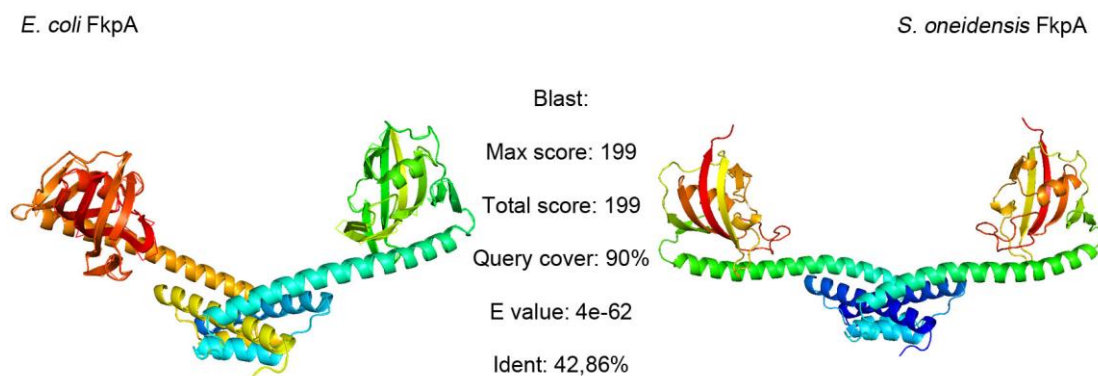 E. coli FkpA
S. oneidensis FkpA
Blast:
Max score: 199
Total score: 199
Query cover: 90%
E value: 4e-62
Ident: 42,86%